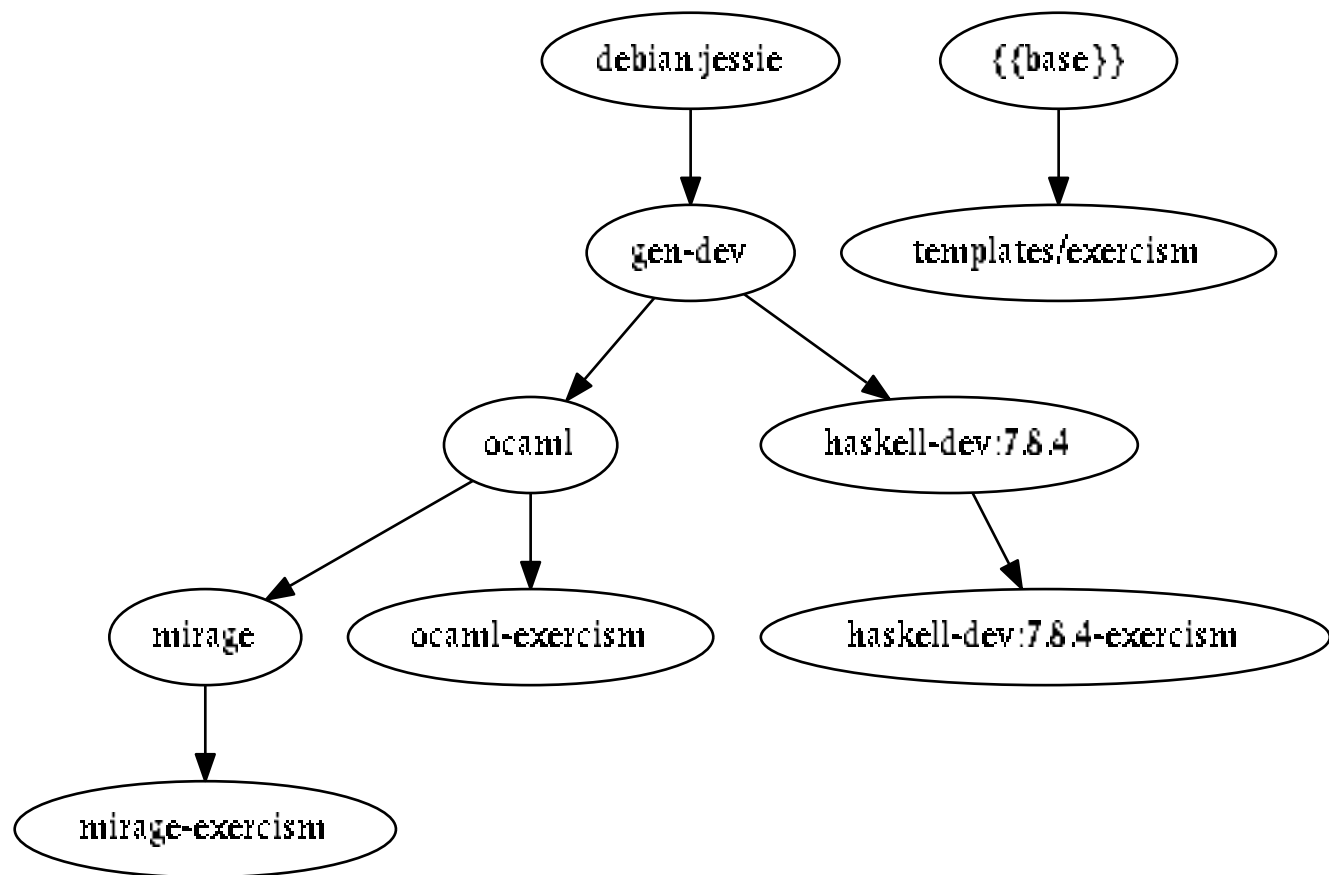 debian:jessie
{{base}}
gen-dev
templates/exercism
ocaml
haskell-dev:7.8.4
mirage
ocaml-exercism
haskell-dev:7.8.4-exercism
mirage-exercism